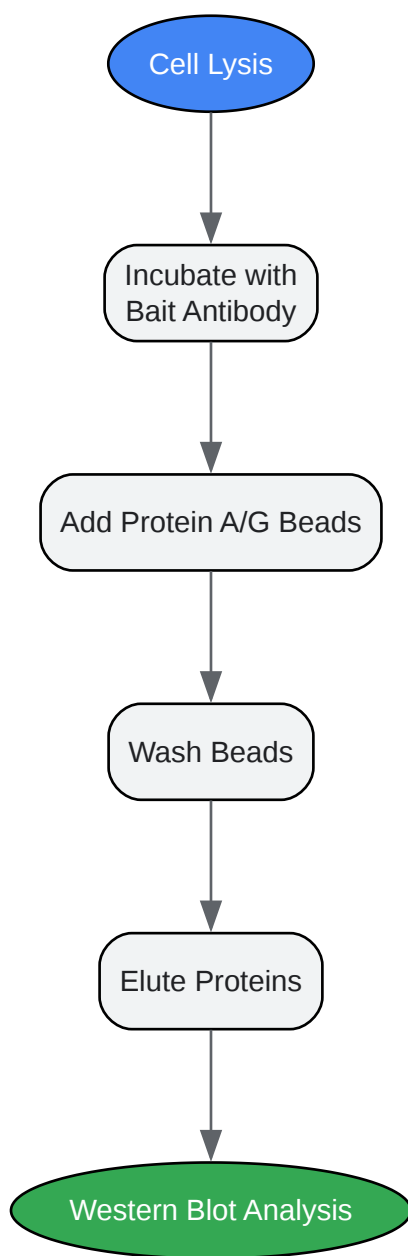 Cell Lysis
Incubate with
Bait Antibody
Add Protein A/G Beads
Wash Beads
Elute Proteins
Western Blot Analysis